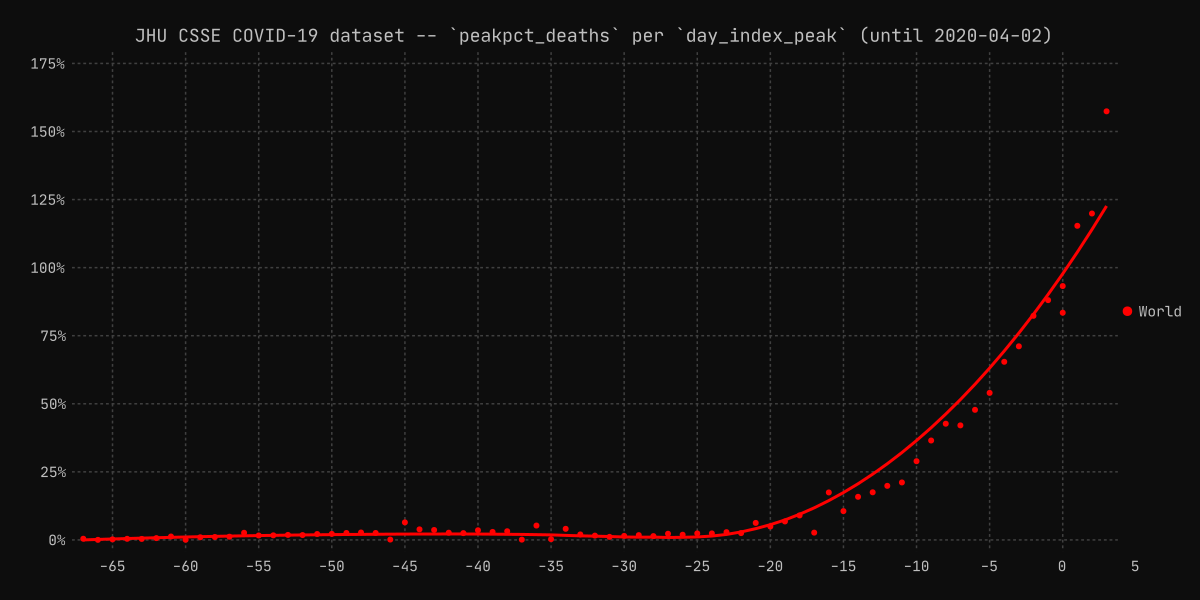 JHU CSSE COVID-19 dataset -- `peakpct_deaths` per `day_index_peak` (until 2020-04-02)
175%
150%
125%
100%
75%
50%
25%
0%
World
-65 -60 -55 -50 -45 -40 -35 -30 -25 -20 -15 -10 -5 0 5